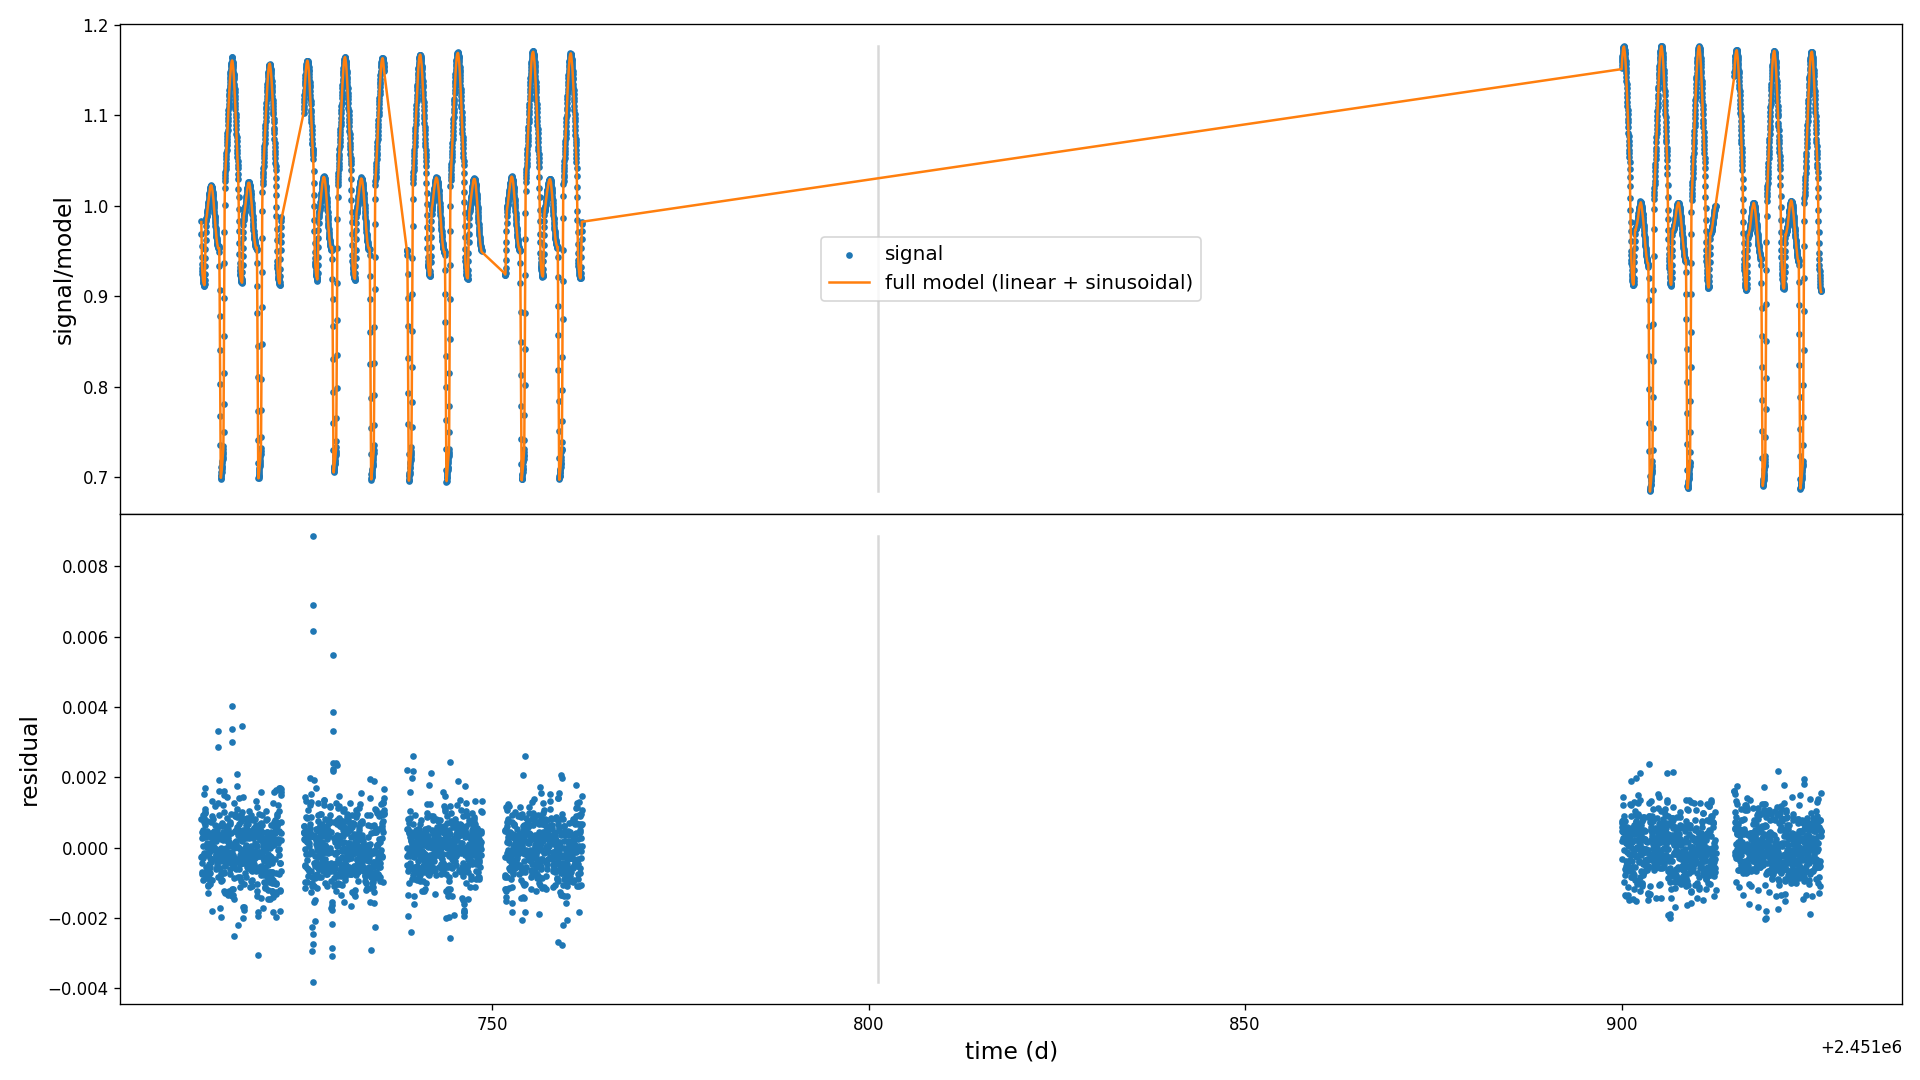 1.2
1.1
1.0
0.9
0.8
0.7
signal/model
signal
full model (linear + sinusoidal)
0.008
0.006
0.004
0.002
0.000
−0.002
−0.004
residual
750
800
850
900
time (d)
+2.451e6